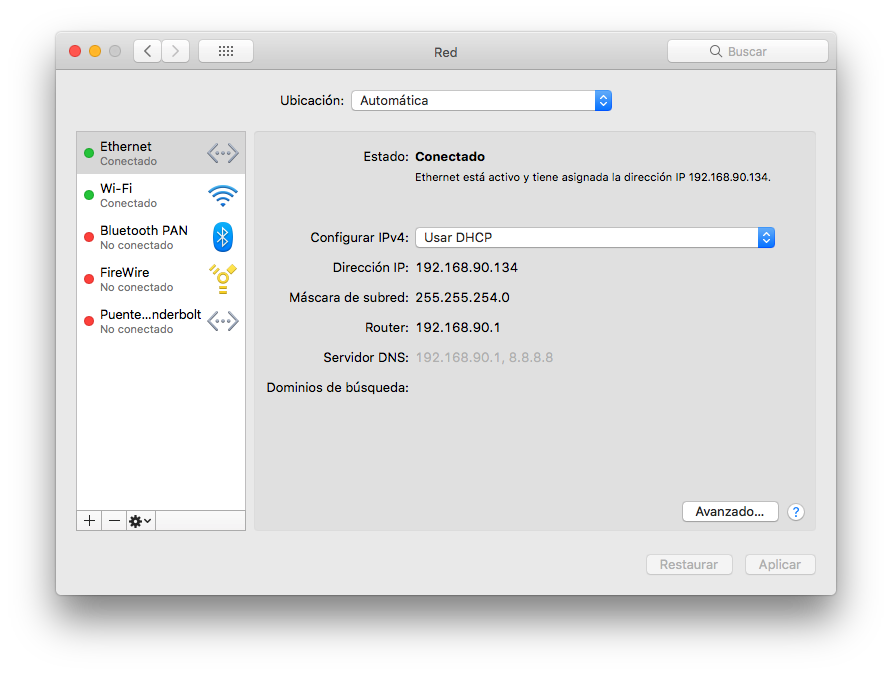 Red
Buscar
Ubicación: Automática
Ethernet
Conectado
Wi-Fi
Conectado
Bluetooth PAN
No conectado
FireWire
No conectado
Puente...nderbolt
No conectado
Estado: Conectado
Ethernet está activo y tiene asignada la dirección IP 192.168.90.134.
Configurar IPv4: Usar DHCP
Dirección IP: 192.168.90.134
Máscara de subred: 255.255.254.0
Router: 192.168.90.1
Servidor DNS: 192.168.90.1, 8.8.8.8
Dominios de búsqueda:
Avanzado... ?
Restaurar Aplicar